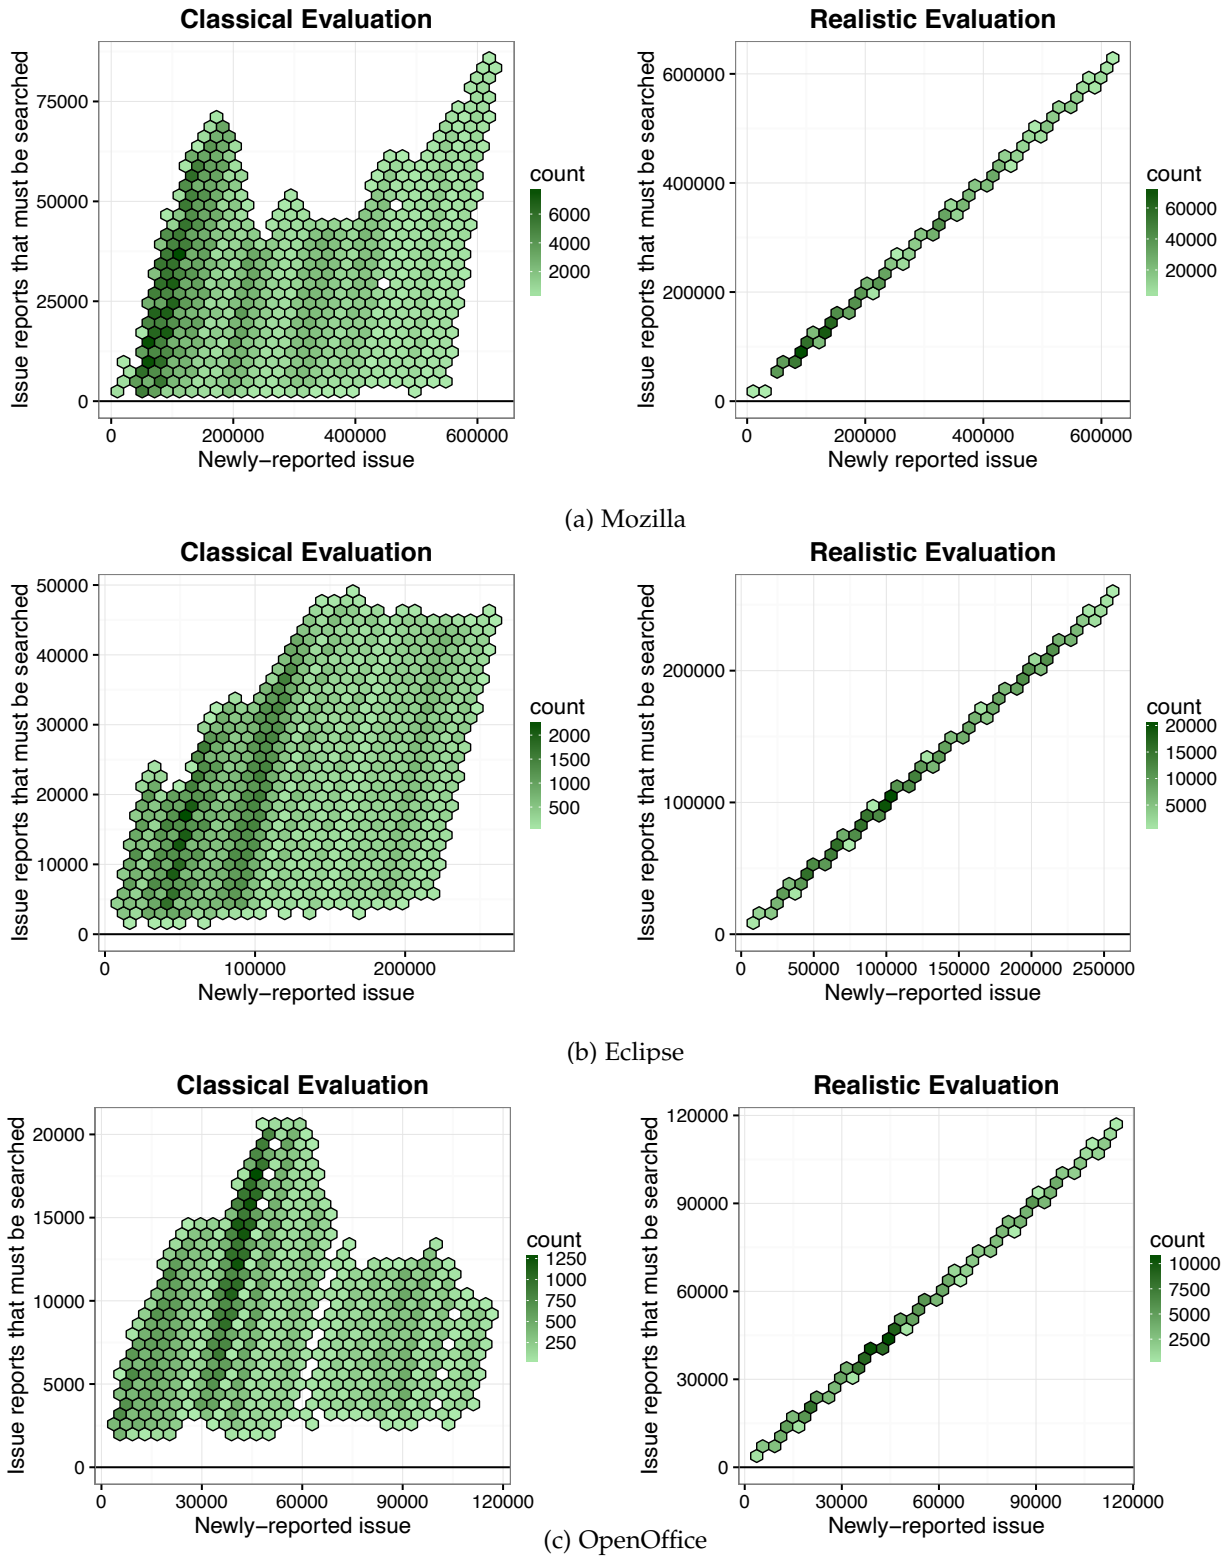 Classical Evaluation
Issue reports that must be searched
75000
50000
25000
0
0 200000 400000 600000
Newly−reported issue
count
6000
4000
2000
Realistic Evaluation
Issue reports that must be searched
600000
400000
200000
0
0 200000 400000 600000
Newly reported issue
count
60000
40000
20000
(a) Mozilla
Classical Evaluation
Issue reports that must be searched
50000
40000
30000
20000
10000
0
0 100000 200000
Newly−reported issue
count
2000
1500
1000
500
Realistic Evaluation
Issue reports that must be searched
200000
100000
0
0 50000 100000 150000 200000 250000
Newly−reported issue
count
20000
15000
10000
5000
(b) Eclipse
Classical Evaluation
Issue reports that must be searched
20000
15000
10000
5000
0
0 30000 60000 90000 120000
Newly−reported issue
count
1250
1000
750
500
250
Realistic Evaluation
Issue reports that must be searched
120000
90000
60000
30000
0
0 30000 60000 90000 120000
Newly−reported issue
count
10000
7500
5000
2500
(c) OpenOffice